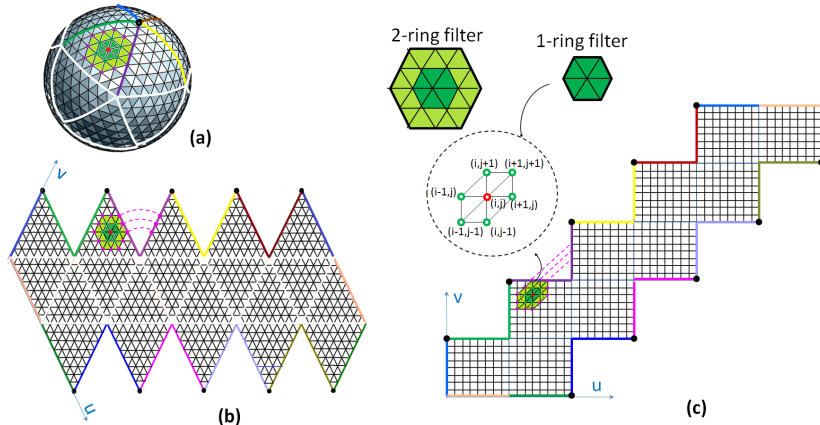 2-ring filter
1-ring filter
(a)
(i,j+1) (i+1,j+1)
(i-1,j)
(i,j)
(i+1,j)
(i-1,j-1) (i,j-1)
v
v
u
u
(b)
(c)